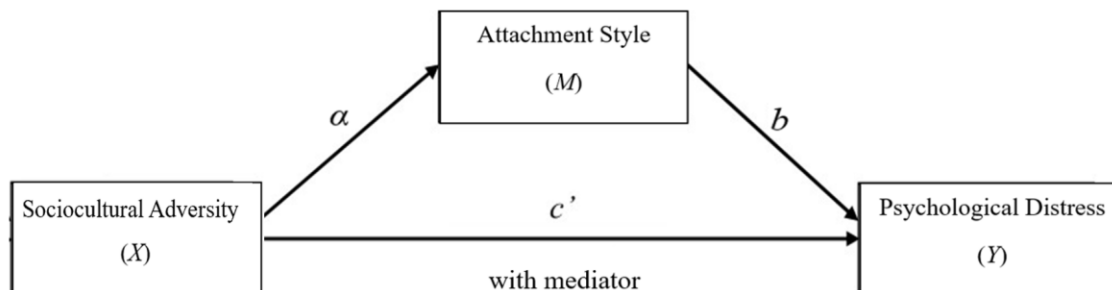 Attachment Style
(M)
α
b
Sociocultural Adversity
(X)
c’
Psychological Distress
(Y)
with mediator